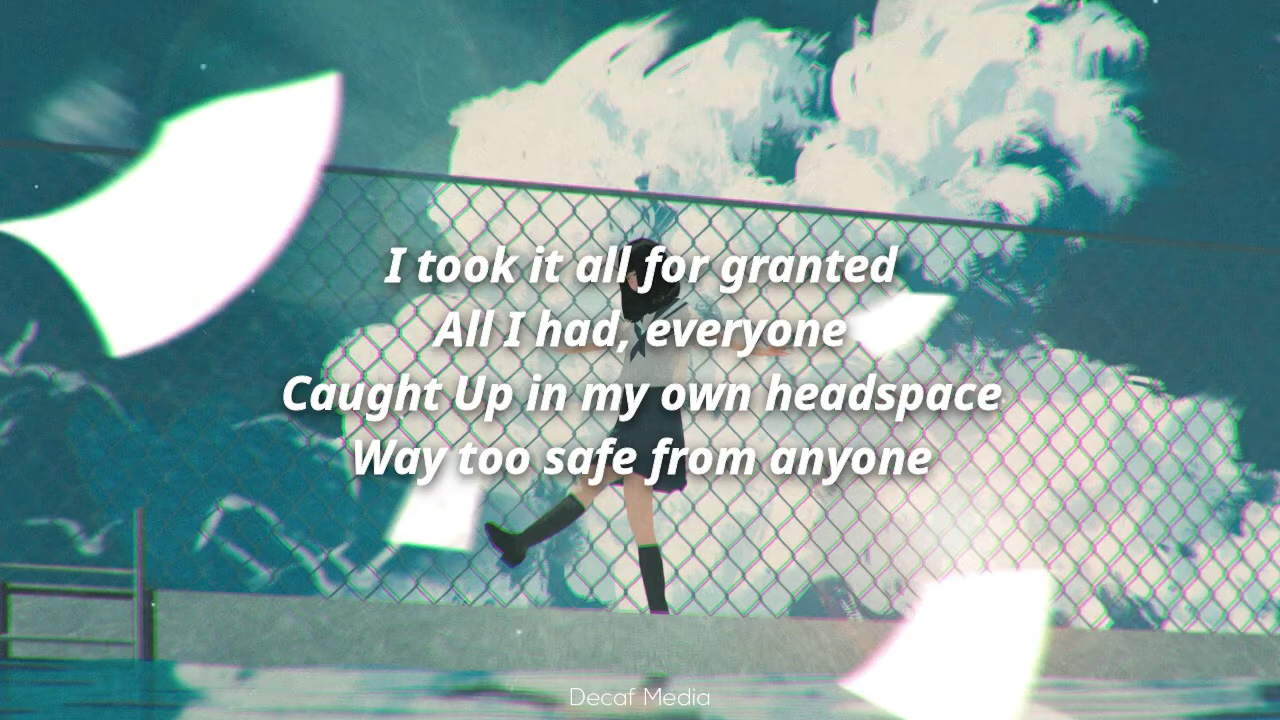 I took it all for granted
All I had, everyone
Caught Up in my own headspace
Way too safe from anyone
Decaf Media